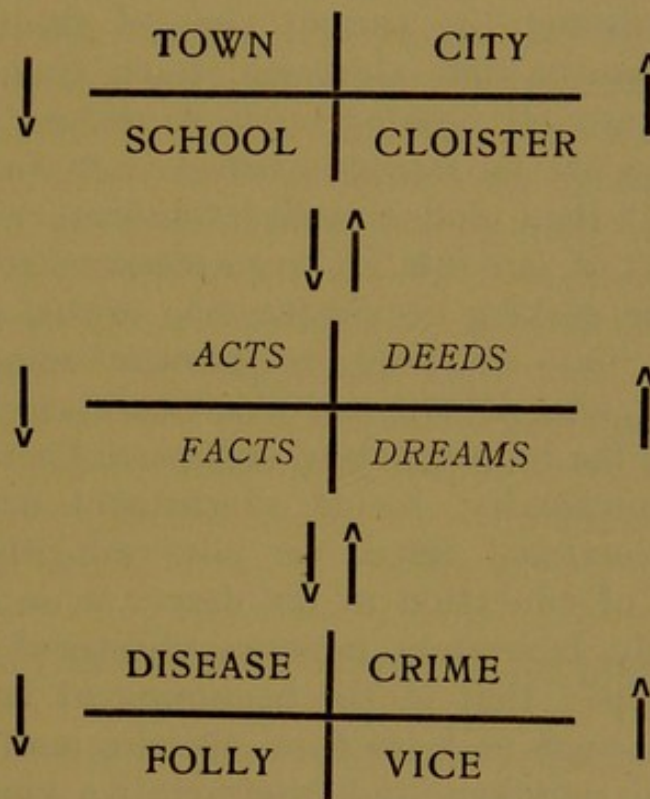 TOWN CITY
SCHOOL CLOISTER
ACTS DEEDS
FACTS DREAMS
DISEASE CRIME
FOLLY VICE